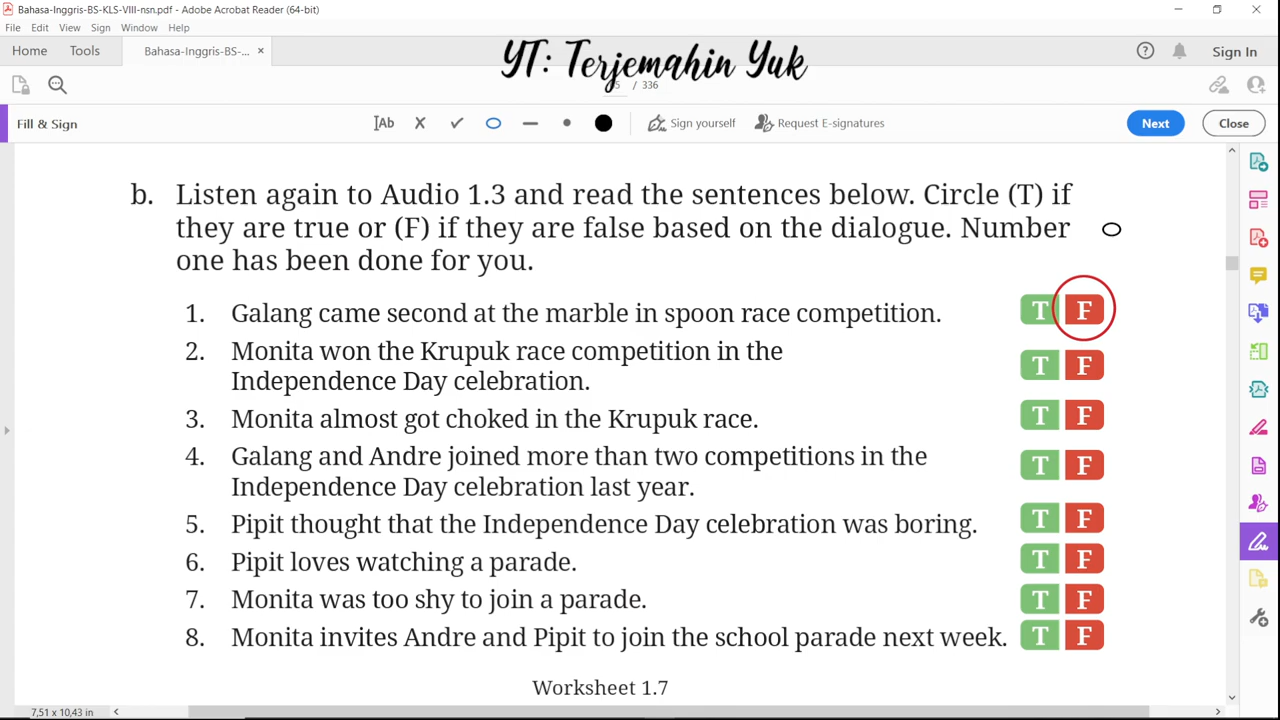 Bahasa-Inggris-BS-KLS-VIII-nsn.pdf - Adobe Acrobat Reader (64-bit)
File Edit View Sign Window Help
Home Tools Bahasa-Inggris-BS-... × Sign In
YT: Terjemahin Yuk
/ 336
Fill & Sign Ab Sign yourself Request E-signatures Next Close
b. Listen again to Audio 1.3 and read the sentences below. Circle (T) if
they are true or (F) if they are false based on the dialogue. Number
one has been done for you.
1. Galang came second at the marble in spoon race competition. T F
2. Monita won the Krupuk race competition in the
Independence Day celebration. T F
3. Monita almost got choked in the Krupuk race. T F
4. Galang and Andre joined more than two competitions in the
Independence Day celebration last year. T F
5. Pipit thought that the Independence Day celebration was boring. T F
6. Pipit loves watching a parade. T F
7. Monita was too shy to join a parade. T F
8. Monita invites Andre and Pipit to join the school parade next week. T F
Worksheet 1.7
7,51 x 10,43 in